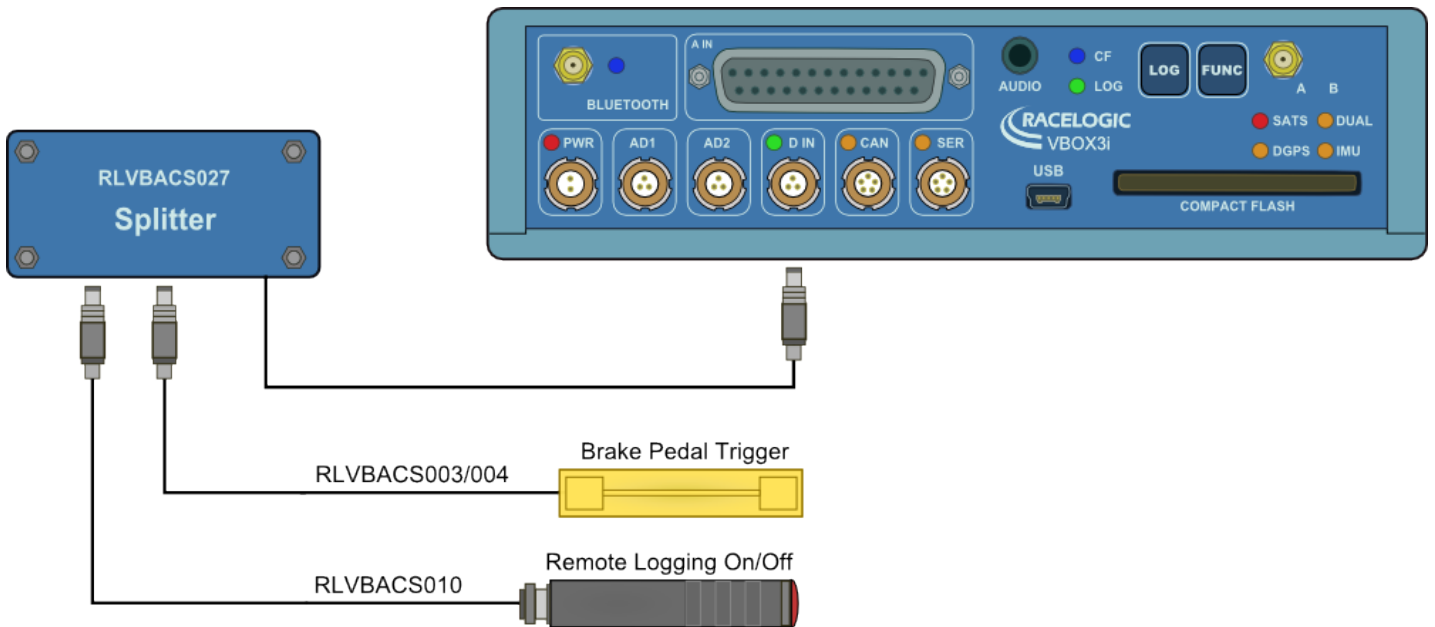 RLVBACS027
Splitter
A IN
BLUETOOTH
AUDIO
CF
LOG
LOG
FUNC
A B
RACELOGIC
VBOX3i
SATS
DUAL
DGPS
IMU
PWR
AD1
AD2
D IN
CAN
SER
USB
COMPACT FLASH
Brake Pedal Trigger
RLVBACS003/004
Remote Logging On/Off
RLVBACS010